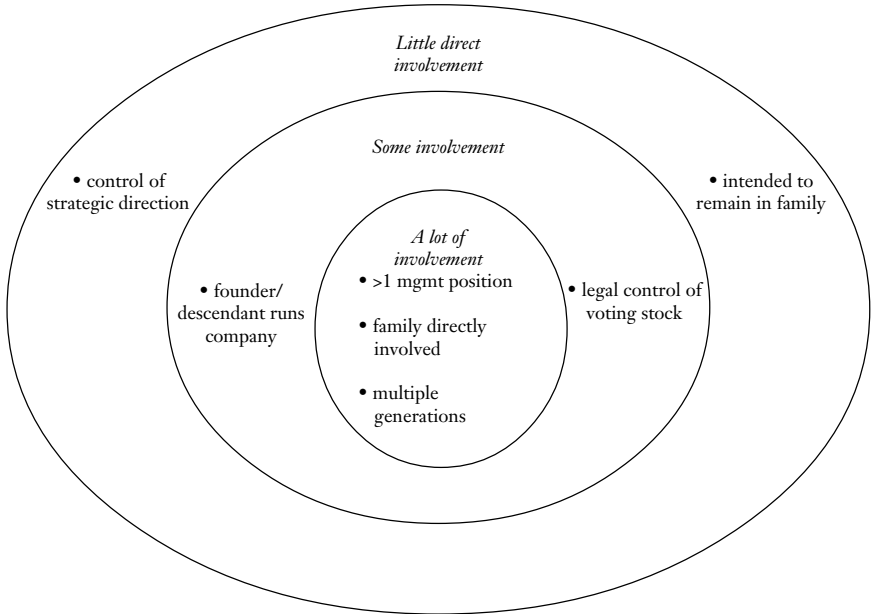 Little direct
involvement
Some involvement
• control of
strategic direction
• intended to
remain in family
A lot of
involvement
• >1 mgmt position
• family directly
involved
• multiple
generations
• founder/
descendant runs
company
• legal control of
voting stock